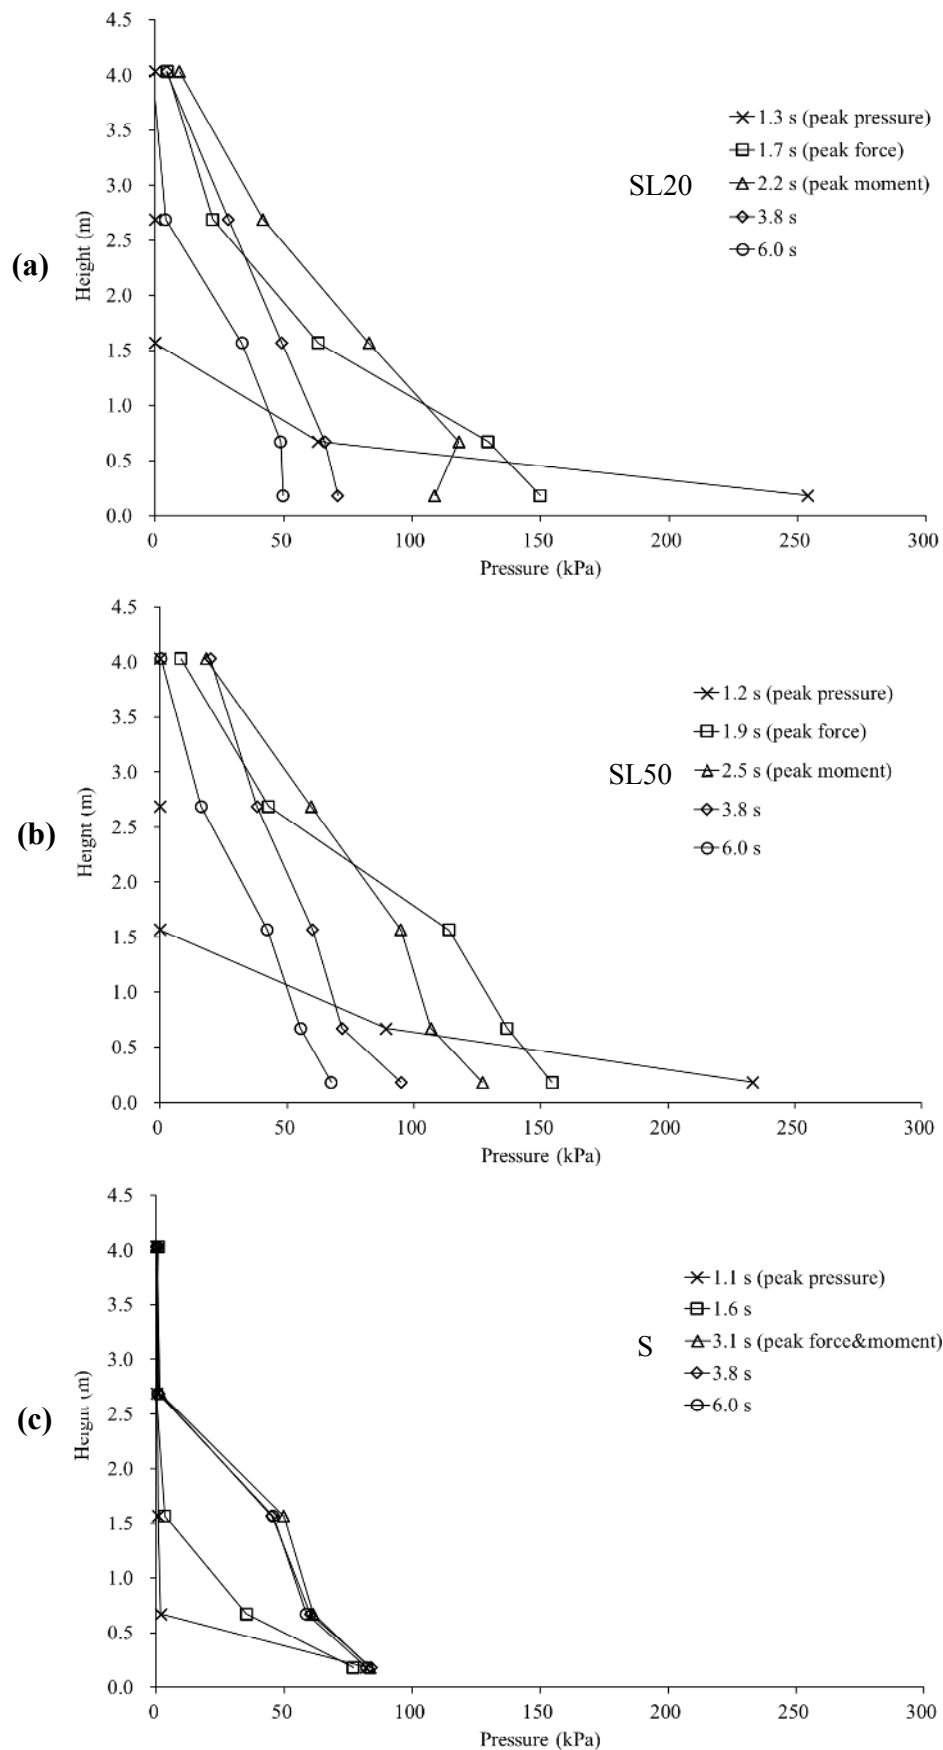 (a)
SL20
Height (m)
4.5
4.0
3.5
3.0
2.5
2.0
1.5
1.0
0.5
0.0
0 50 100 150 200 250 300
Pressure (kPa)
1.3 s (peak pressure)
1.7 s (peak force)
2.2 s (peak moment)
3.8 s
6.0 s
(b)
SL50
Height (m)
4.5
4.0
3.5
3.0
2.5
2.0
1.5
1.0
0.5
0.0
0 50 100 150 200 250 300
Pressure (kPa)
1.2 s (peak pressure)
1.9 s (peak force)
2.5 s (peak moment)
3.8 s
6.0 s
(c)
S
Height (m)
4.5
4.0
3.5
3.0
2.5
2.0
1.5
1.0
0.5
0.0
0 50 100 150 200 250 300
Pressure (kPa)
1.1 s (peak pressure)
1.6 s
3.1 s (peak force&moment)
3.8 s
6.0 s